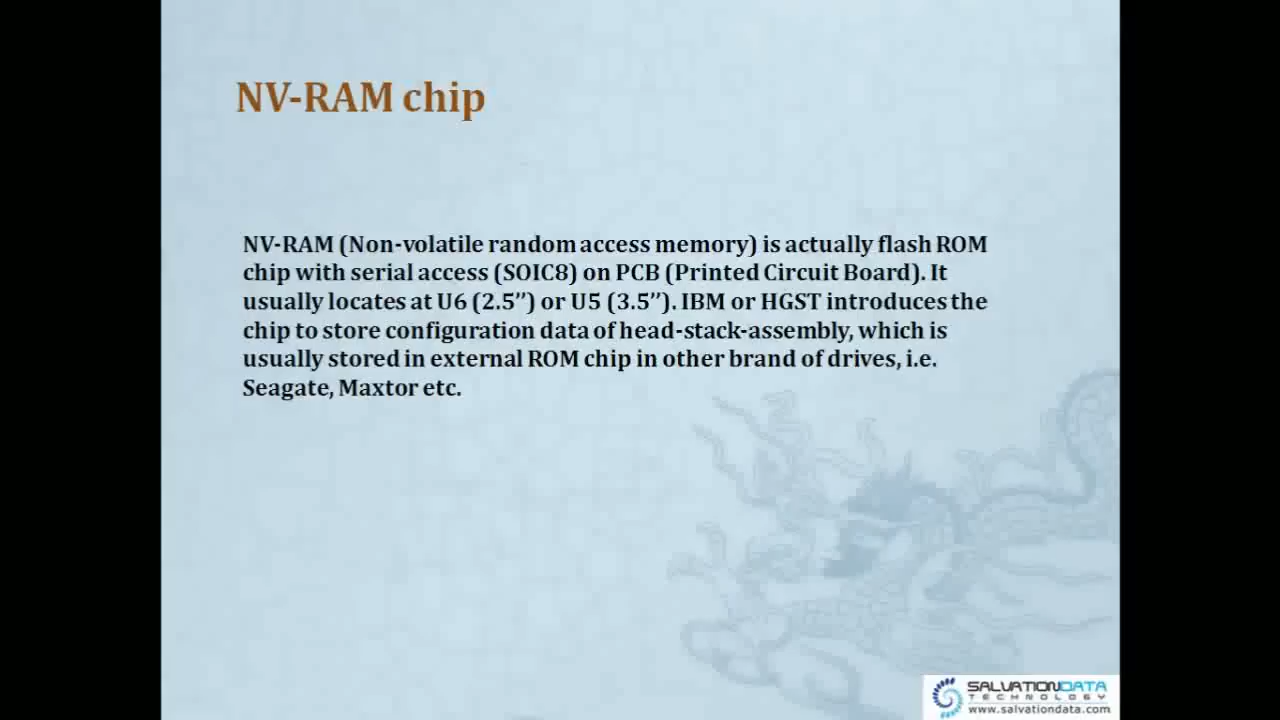 NV-RAM chip
NV-RAM (Non-volatile random access memory) is actually flash ROM
chip with serial access (SOIC8) on PCB (Printed Circuit Board). It
usually locates at U6 (2.5’’) or U5 (3.5’’). IBM or HGST introduces the
chip to store configuration data of head-stack-assembly, which is
usually stored in external ROM chip in other brand of drives, i.e.
Seagate, Maxtor etc.
SALVATIONDATA
TECHNOLOGY
www.salvationdata.com